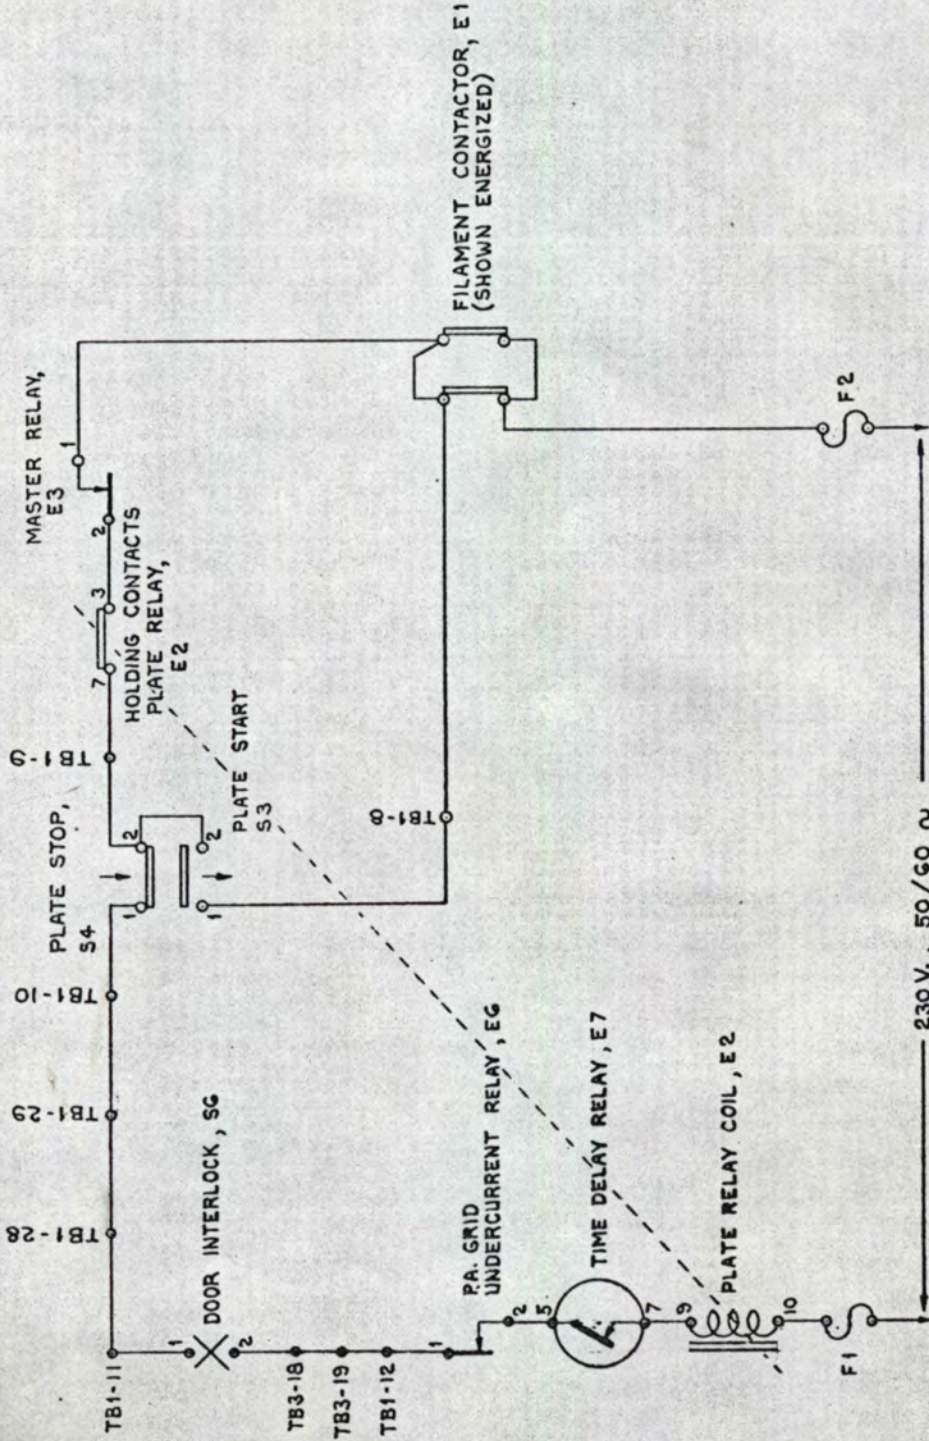 FILAMENT CONTACTOR, E1
(SHOWN ENERGIZED)
MASTER RELAY,
E3
1
2
3
7
HOLDING CONTACTS
PLATE RELAY,
E2
TB1-9
PLATE STOP,
S4
2
1
2
1
PLATE START
S3
TB1-8
TB1-10
TB1-29
TB1-28
TB1-11
DOOR INTERLOCK, S6
1
2
TB3-18
TB3-19
TB1-12
P.A. GRID
UNDERCURRENT RELAY, E6
1
2
TIME DELAY RELAY, E7
5
7
PLATE RELAY COIL, E2
9
10
F1
F2
230 V., 50/60